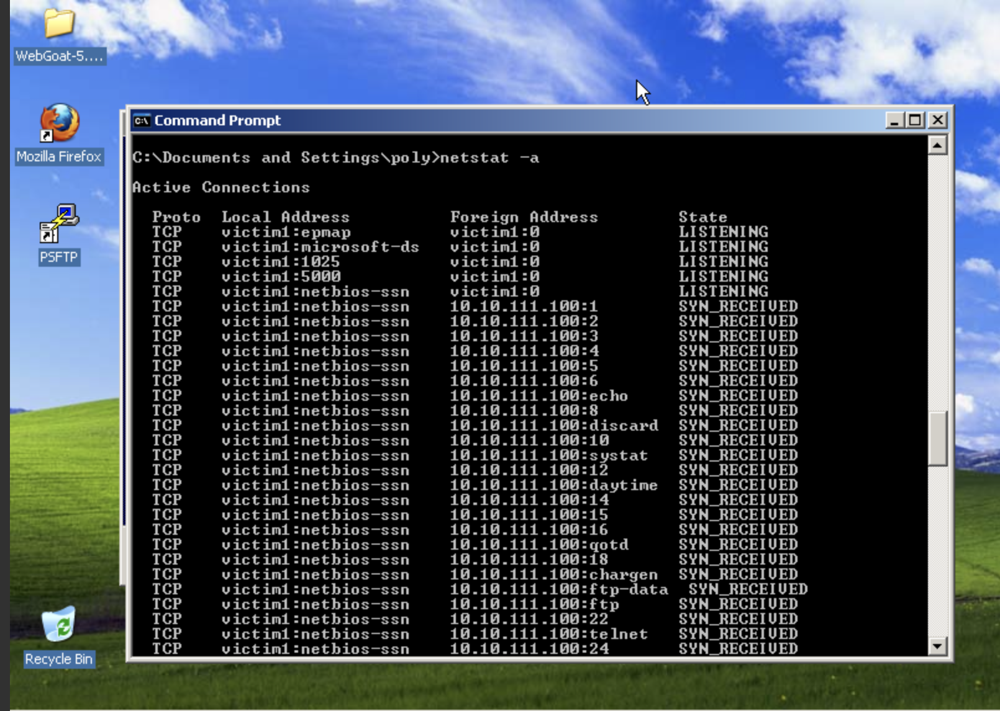 WebGoat-5....
Mozilla Firefox
PSFTP
Recycle Bin
Command Prompt
C:\Documents and Settings\poly>netstat -a
Active Connections
Proto Local Address Foreign Address State
TCP victim1:epmap victim1:0 LISTENING
TCP victim1:microsoft-ds victim1:0 LISTENING
TCP victim1:1025 victim1:0 LISTENING
TCP victim1:5000 victim1:0 LISTENING
TCP victim1:netbios-ssn victim1:0 LISTENING
TCP victim1:netbios-ssn 10.10.111.100:1 SYN_RECEIVED
TCP victim1:netbios-ssn 10.10.111.100:2 SYN_RECEIVED
TCP victim1:netbios-ssn 10.10.111.100:3 SYN_RECEIVED
TCP victim1:netbios-ssn 10.10.111.100:4 SYN_RECEIVED
TCP victim1:netbios-ssn 10.10.111.100:5 SYN_RECEIVED
TCP victim1:netbios-ssn 10.10.111.100:6 SYN_RECEIVED
TCP victim1:netbios-ssn 10.10.111.100:echo SYN_RECEIVED
TCP victim1:netbios-ssn 10.10.111.100:8 SYN_RECEIVED
TCP victim1:netbios-ssn 10.10.111.100:discard SYN_RECEIVED
TCP victim1:netbios-ssn 10.10.111.100:10 SYN_RECEIVED
TCP victim1:netbios-ssn 10.10.111.100:systat SYN_RECEIVED
TCP victim1:netbios-ssn 10.10.111.100:12 SYN_RECEIVED
TCP victim1:netbios-ssn 10.10.111.100:daytime SYN_RECEIVED
TCP victim1:netbios-ssn 10.10.111.100:14 SYN_RECEIVED
TCP victim1:netbios-ssn 10.10.111.100:15 SYN_RECEIVED
TCP victim1:netbios-ssn 10.10.111.100:16 SYN_RECEIVED
TCP victim1:netbios-ssn 10.10.111.100:qotd SYN_RECEIVED
TCP victim1:netbios-ssn 10.10.111.100:18 SYN_RECEIVED
TCP victim1:netbios-ssn 10.10.111.100:chargen SYN_RECEIVED
TCP victim1:netbios-ssn 10.10.111.100:ftp-data SYN_RECEIVED
TCP victim1:netbios-ssn 10.10.111.100:ftp SYN_RECEIVED
TCP victim1:netbios-ssn 10.10.111.100:22 SYN_RECEIVED
TCP victim1:netbios-ssn 10.10.111.100:telnet SYN_RECEIVED
TCP victim1:netbios-ssn 10.10.111.100:24 SYN_RECEIVED